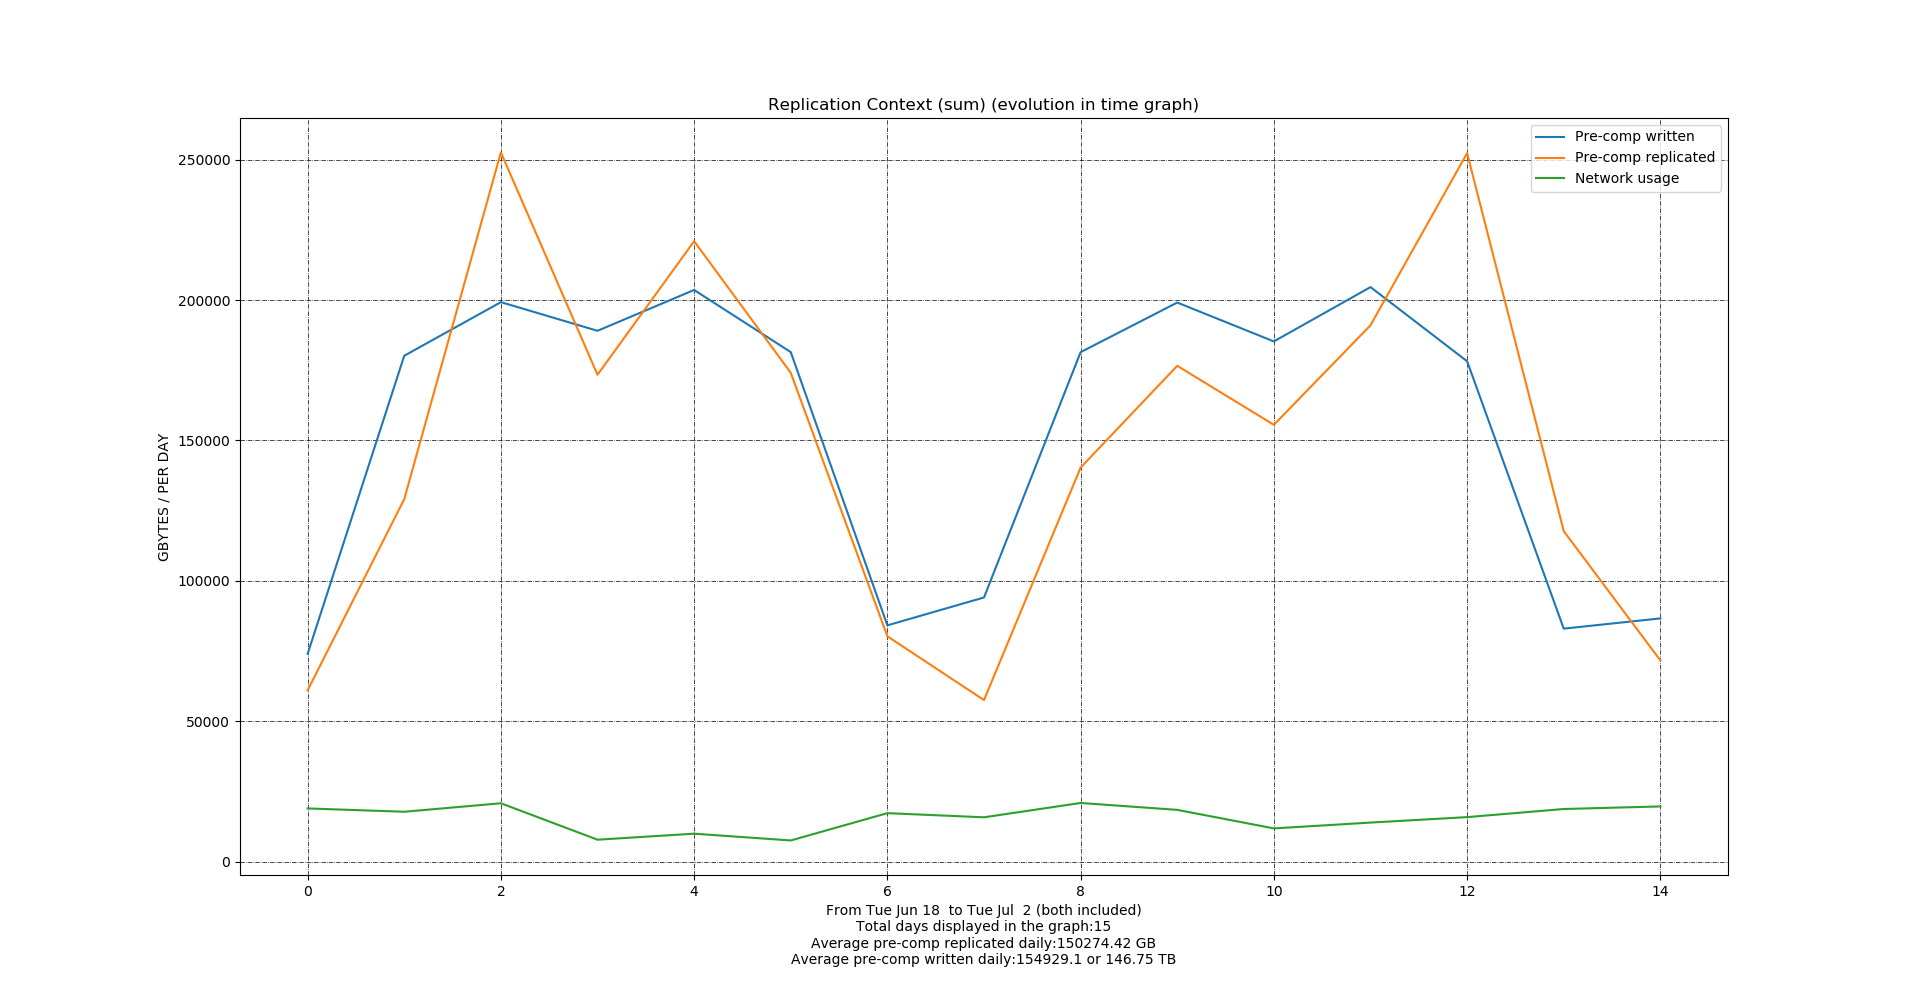 Replication Context (sum) (evolution in time graph)
Pre-comp written
Pre-comp replicated
Network usage
GBYTES / PER DAY
250000
200000
150000
100000
50000
0
0 2 4 6 8 10 12 14
From Tue Jun 18  to Tue Jul  2 (both included)
Total days displayed in the graph:15
Average pre-comp replicated daily:150274.42 GB
Average pre-comp written daily:154929.1 or 146.75 TB